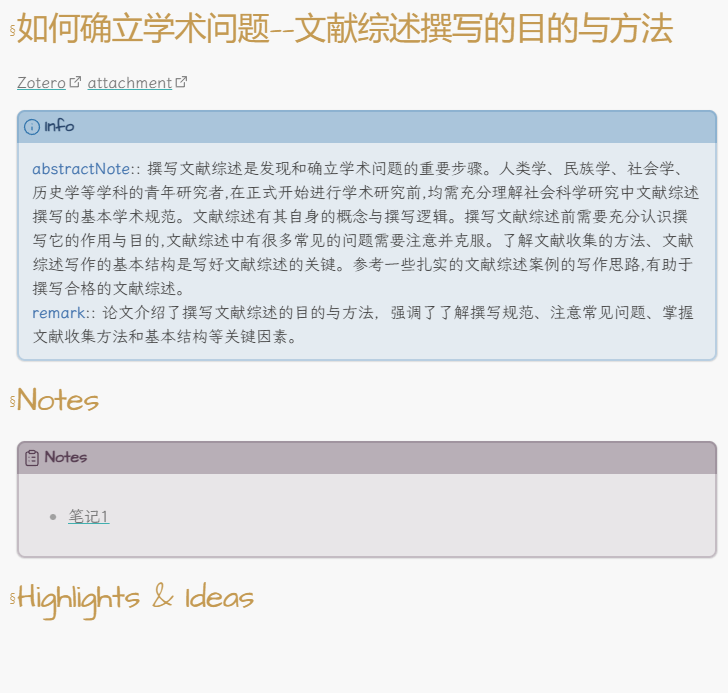 §如何确立学术问题--文献综述撰写的目的与方法
Zotero attachment
Info
abstractNote:: 撰写文献综述是发现和确立学术问题的重要步骤。人类学、民族学、社会学、
历史学等学科的青年研究者,在正式开始进行学术研究前,均需充分理解社会科学研究中文献综述
撰写的基本学术规范。文献综述有其自身的概念与撰写逻辑。撰写文献综述前需要充分认识撰
写它的作用与目的,文献综述中有很多常见的问题需要注意并克服。了解文献收集的方法、文献
综述写作的基本结构是写好文献综述的关键。参考一些扎实的文献综述案例的写作思路,有助于
撰写合格的文献综述。
remark:: 论文介绍了撰写文献综述的目的与方法，强调了了解撰写规范、注意常见问题、掌握
文献收集方法和基本结构等关键因素。
§Notes
Notes
• 笔记1
§Highlights & Ideas